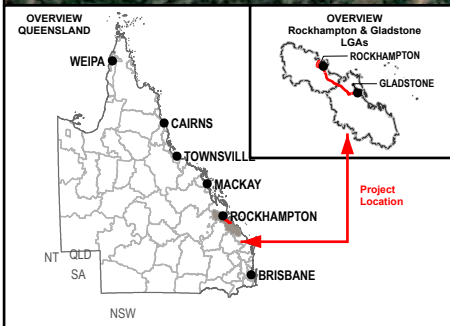 OVERVIEW
QUEENSLAND
WEIPA
CAIRNS
TOWNSVILLE
MACKAY
ROCKHAMPTON
BRISBANE
NT
QLD
SA
NSW
OVERVIEW
Rockhampton & Gladstone
LGAs
ROCKHAMPTON
GLADSTONE
Project
Location